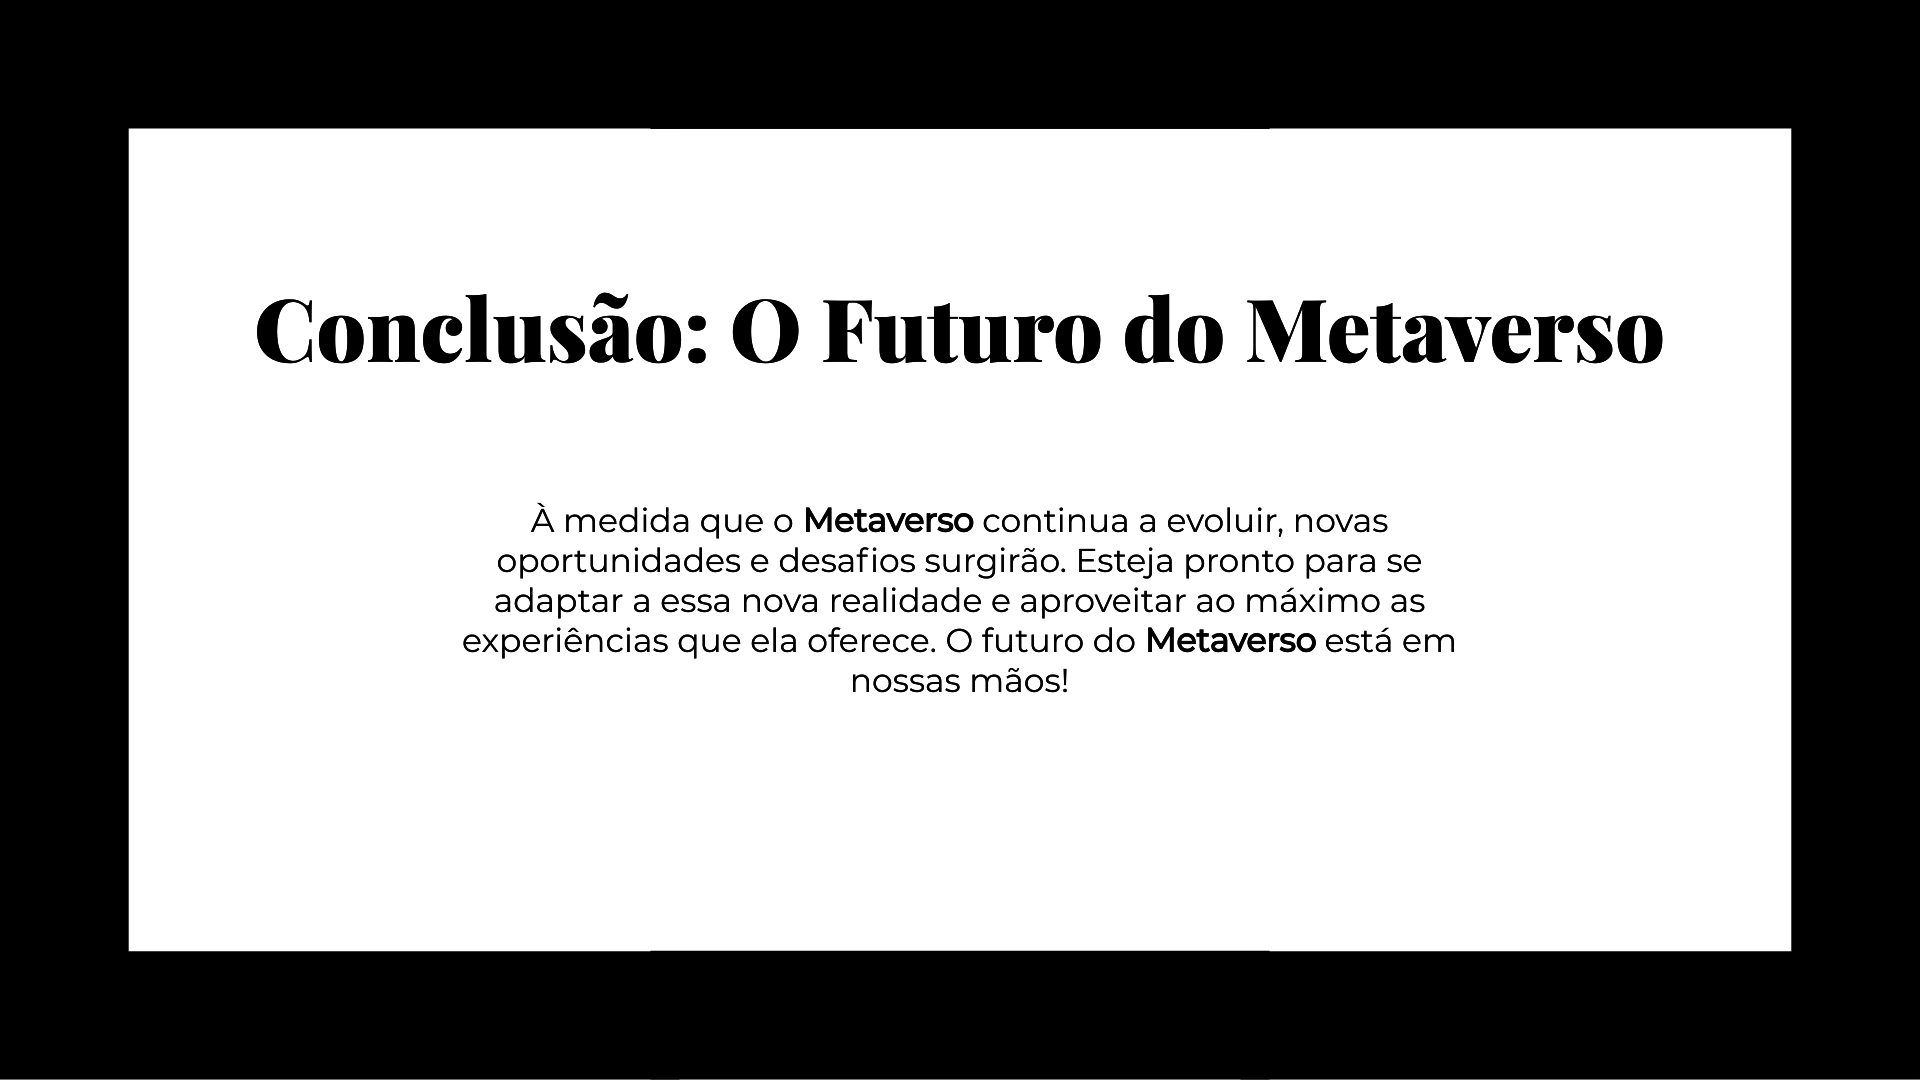 Conclusão: O Futuro do Metaverso
À medida que o Metaverso continua a evoluir, novas
oportunidades e desafios surgirão. Esteja pronto para se
adaptar a essa nova realidade e aproveitar ao máximo as
experiências que ela oferece. O futuro do Metaverso está em
nossas mãos!